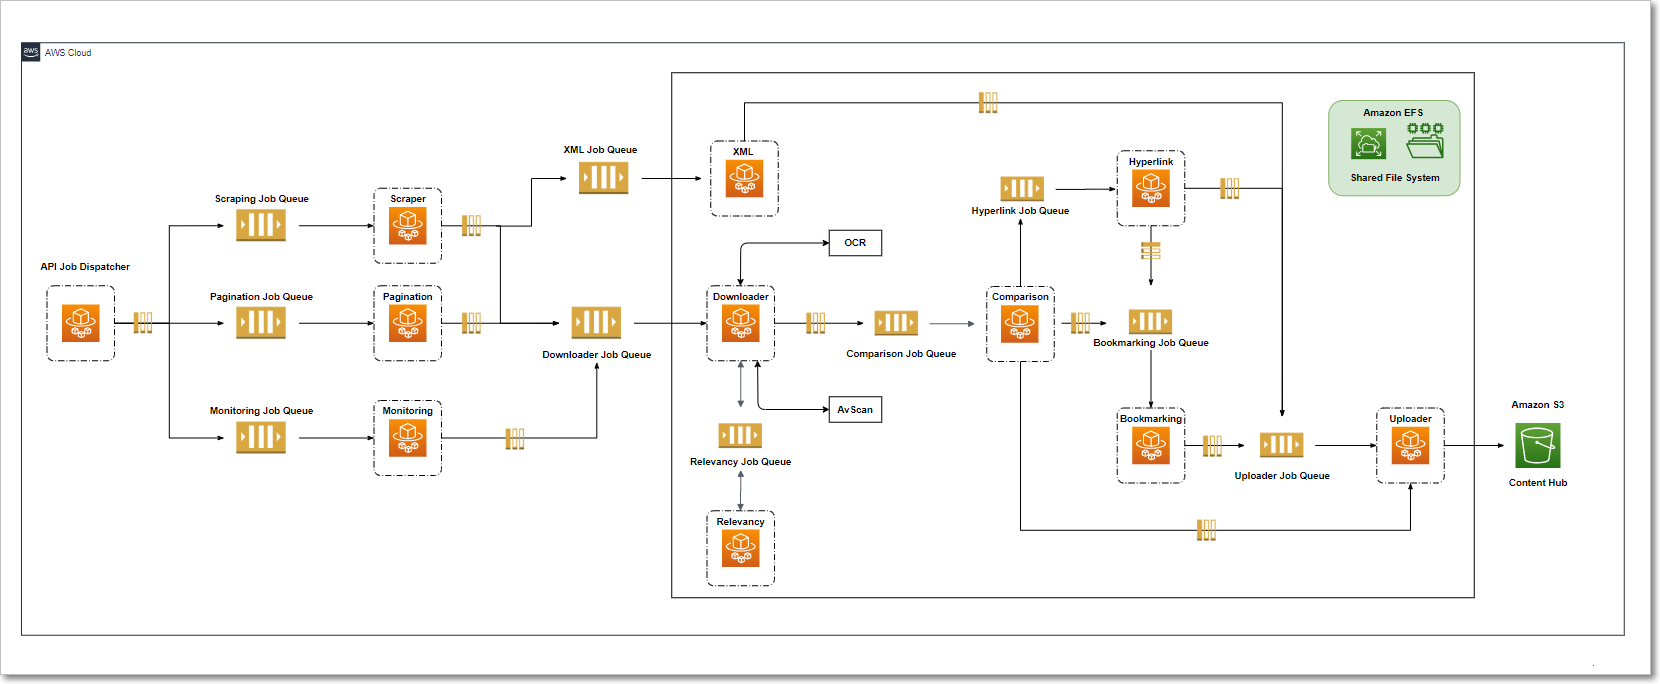 aws
AWS Cloud
API Job Dispatcher
Scraping Job Queue
Pagination Job Queue
Monitoring Job Queue
Scraper
Pagination
Monitoring
XML Job Queue
Downloader Job Queue
XML
OCR
Downloader
AvScan
Relevancy Job Queue
Relevancy
Comparison Job Queue
Comparison
Hyperlink Job Queue
Hyperlink
Bookmarking Job Queue
Bookmarking
Uploader Job Queue
Uploader
Amazon EFS
Shared File System
Amazon S3
Content Hub